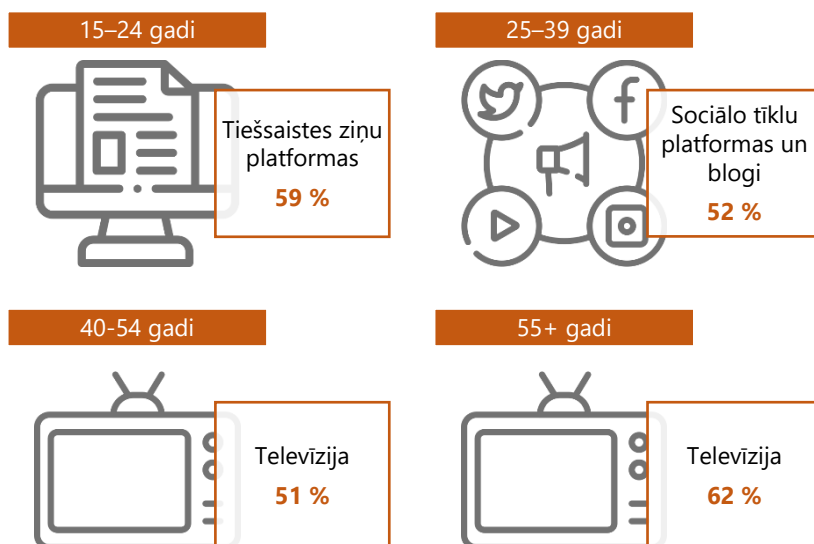 15–24 gadi
Tiešsaistes ziņu
platformas
59 %
25–39 gadi
Sociālo tīklu
platformas un
blogi
52 %
40-54 gadi
Televīzija
51 %
55+ gadi
Televīzija
62 %